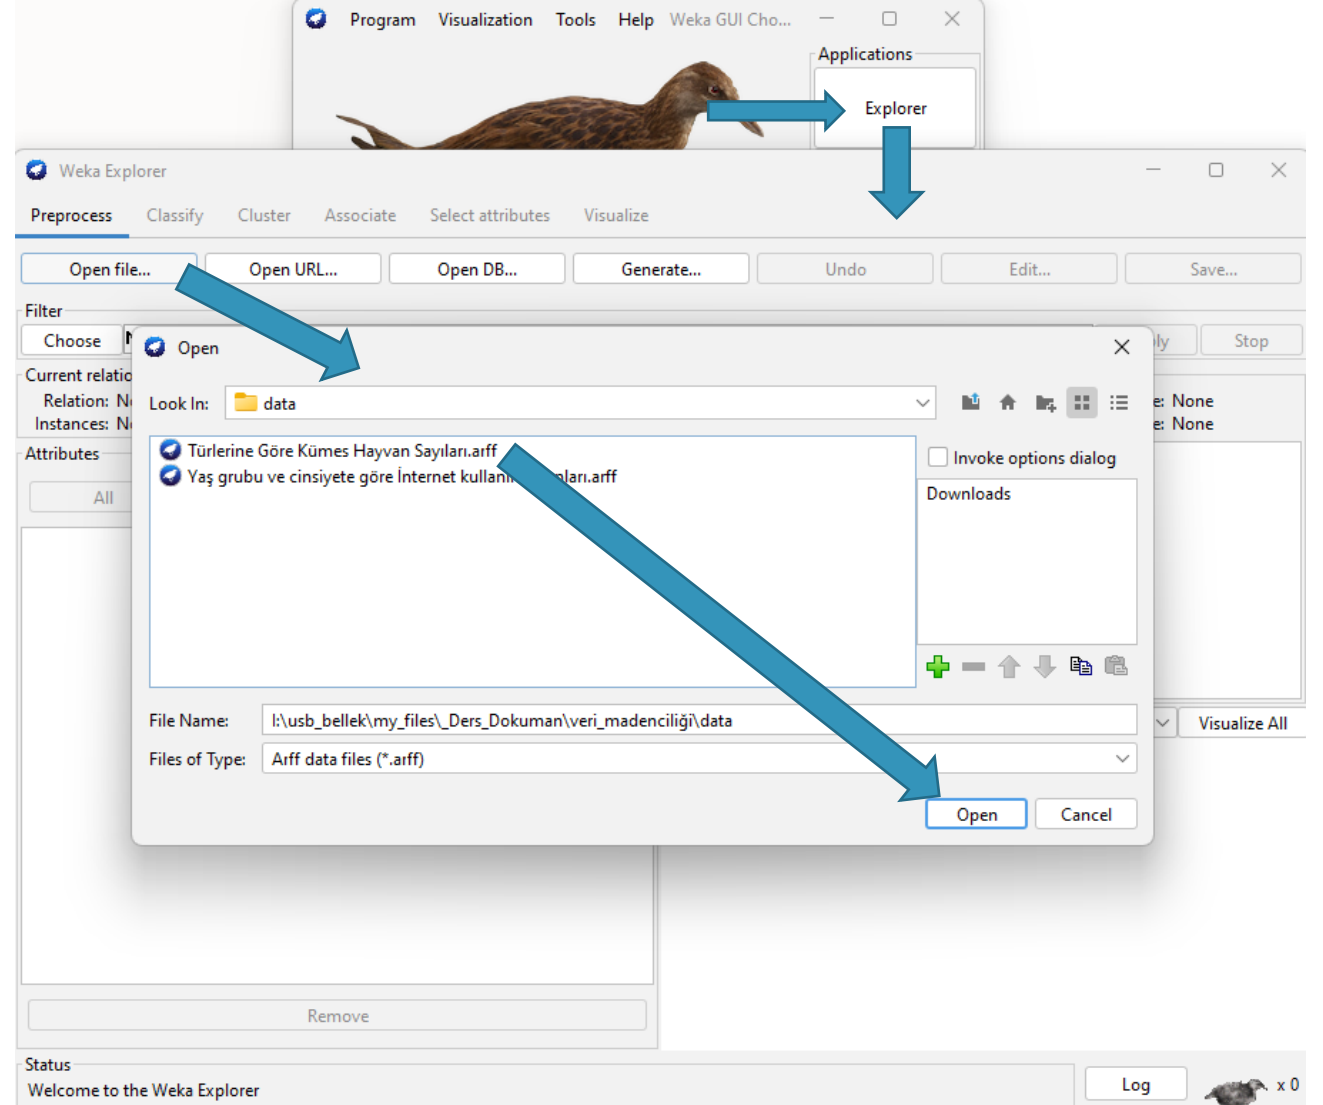 Program Visualization Tools Help Weka GUI Cho...
Applications
Explorer
Weka Explorer
Preprocess Classify Cluster Associate Select attributes Visualize
Open file... Open URL... Open DB... Generate... Undo Edit... Save...
Filter
Choose Stop
Open
Current relatio
Look In: data
Relation: N
e: None
Instances: N
e: None
Attributes
Türlerine Göre Kümes Hayvan Sayıları.arff
Invoke options dialog
Yaş grubu ve cinsiyete göre İnternet
Downloads
All
File Name: I:\usb_bellek\my_files\_Ders_Dokuman\veri_madenciliği\data
Visualize All
Files of Type: Arff data files (*.arff)
Open Cancel
Remove
Status
Welcome to the Weka Explorer
Log x 0